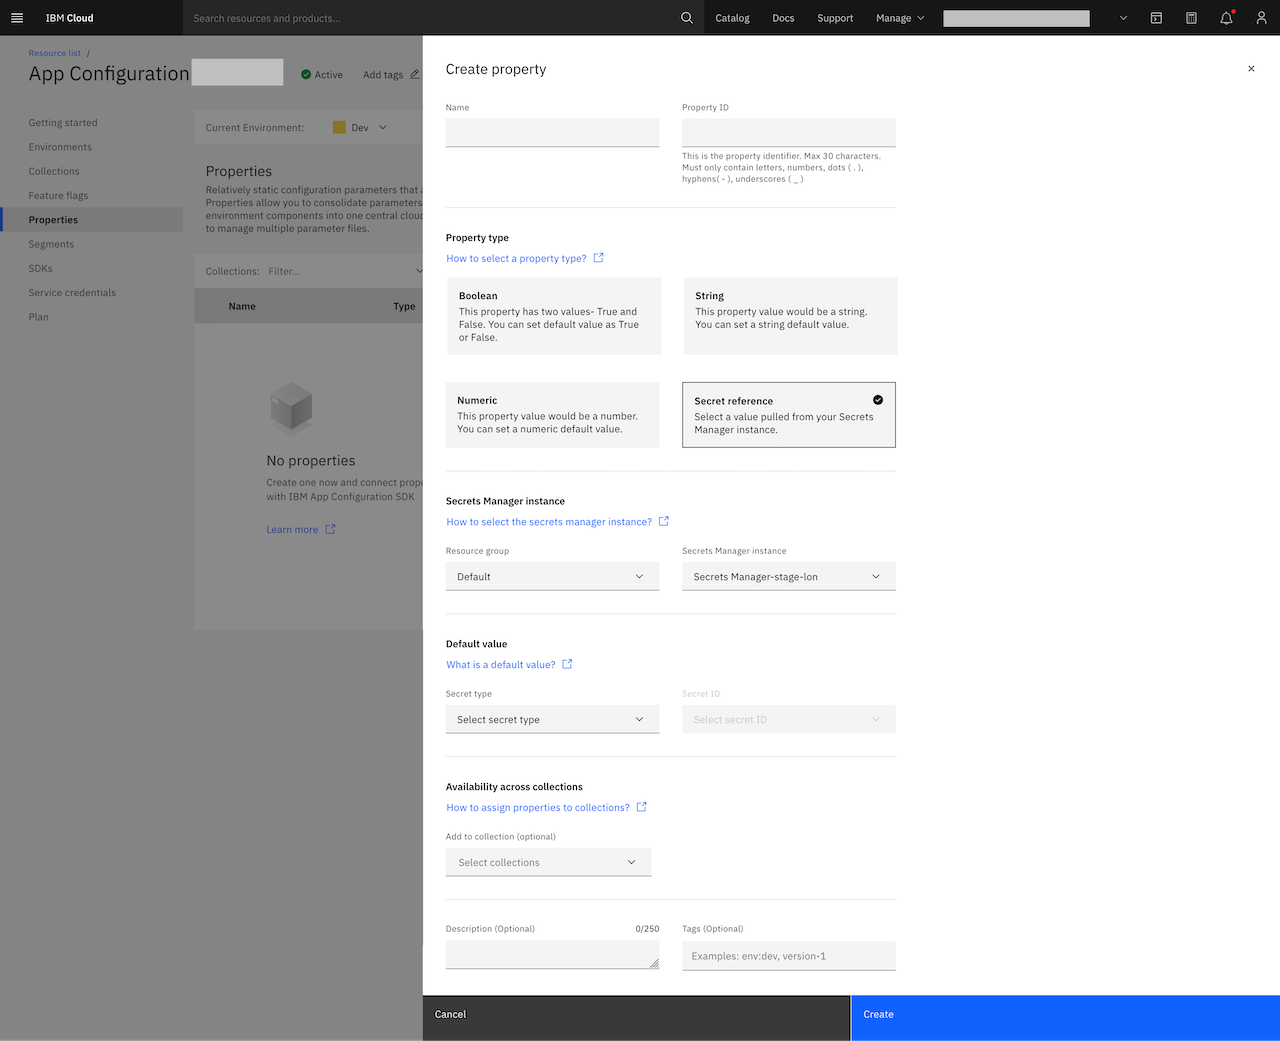 IBM Cloud
Search resources and products...
Catalog
Docs
Support
Manage
Resource list /
App Configuration
Active
Add tags
Getting started
Environments
Collections
Feature flags
Properties
Segments
SDKs
Service credentials
Plan
Current Environment:
Dev
Properties
Relatively static configuration parameters that
Properties allow you to consolidate parameters
environment components into one central cloud
to manage multiple parameter files.
Collections: Filter...
Name
Type
No properties
Create one now and connect prope
with IBM App Configuration SDK
Learn more
Create property
Name
Property ID
This is the property identifier. Max 30 characters.
Must only contain letters, numbers, dots ( . ),
hyphens( - ), underscores ( _ )
Property type
How to select a property type?
Boolean
This property has two values- True and
False. You can set default value as True
or False.
String
This property value would be a string.
You can set a string default value.
Numeric
This property value would be a number.
You can set a numeric default value.
Secret reference
Select a value pulled from your Secrets
Manager instance.
Secrets Manager instance
How to select the secrets manager instance?
Resource group
Default
Secrets Manager instance
Secrets Manager-stage-lon
Default value
What is a default value?
Secret type
Select secret type
Secret ID
Select secret ID
Availability across collections
How to assign properties to collections?
Add to collection (optional)
Select collections
Description (Optional)
0/250
Tags (Optional)
Examples: env:dev, version-1
Cancel
Create